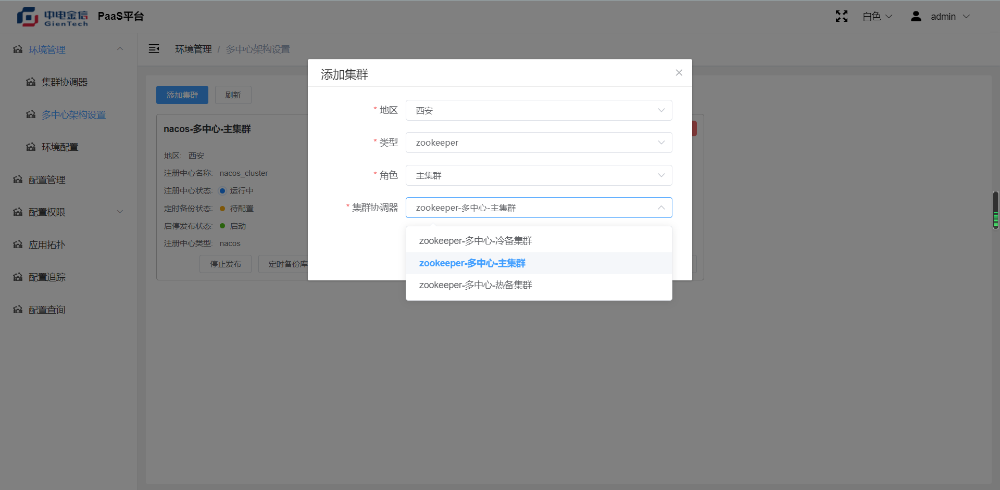 中电金信
GienTech
PaaS平台
白色
admin
环境管理
集群协调器
多中心架构设置
环境配置
配置管理
配置权限
应用拓扑
配置追踪
配置查询
环境管理 / 多中心架构设置
添加集群
刷新
nacos-多中心-主集群
地区: 西安
注册中心名称: nacos_cluster
注册中心状态: 运行中
定时备份状态: 待配置
启停发布状态: 启动
注册中心类型: nacos
停止发布
定时备份库
添加集群
* 地区 西安
* 类型 zookeeper
* 角色 主集群
* 集群协调器 zookeeper-多中心-主集群
zookeeper-多中心-冷备集群
zookeeper-多中心-主集群
zookeeper-多中心-热备集群